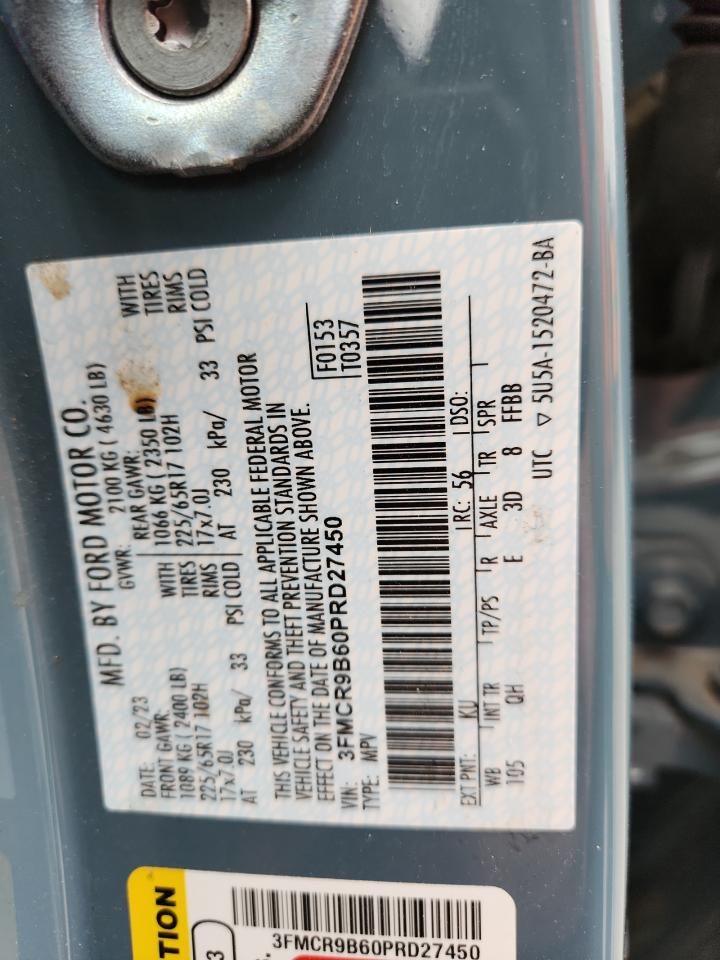 MFD. BY FORD MOTOR CO.
DATE: 02/23 GVWR: 2100 KG ( 4630 LB)
FRONT GAWR: REAR GAWR:
1089 KG ( 2400 LB) WITH 1066 KG ( 2350 LB) WITH
225/65R17 102H TIRES 225/65R17 102H TIRES
17x7.0J RIMS 17x7.0J RIMS
AT 230 kPa/ 33 PSI COLD AT 230 kPa/ 33 PSI COLD
THIS VEHICLE CONFORMS TO ALL APPLICABLE FEDERAL MOTOR
VEHICLE SAFETY AND THEFT PREVENTION STANDARDS IN
EFFECT ON THE DATE OF MANUFACTURE SHOWN ABOVE.
F0153
T0357
VIN: 3FMCR9B60PRD27450
TYPE: MPV
EXT PNT: KU RC: 56 DSO:
WB INT TR TP/PS R AXLE TR SPR
105 QH E 3D 8 FFBB
UTC ▽ 5U5A-1520472-BA
TION
3
3FMCR9B60PRD27450